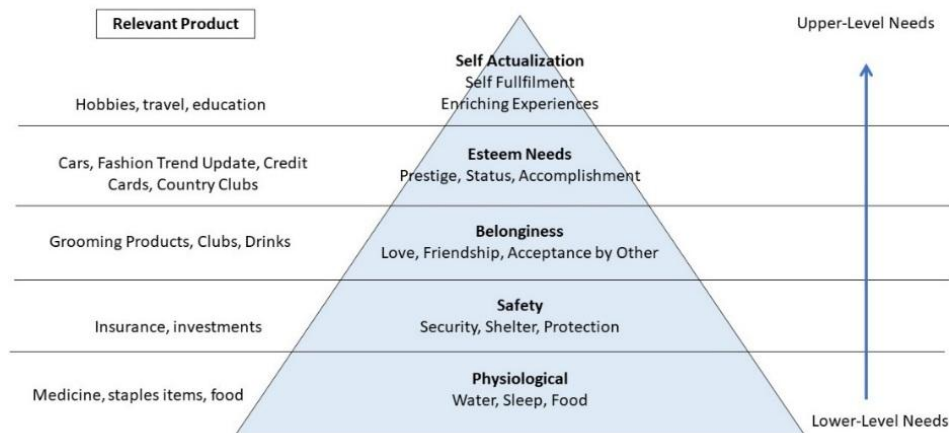 Relevant Product
Upper-Level Needs
Self Actualization
Self Fullfilment
Hobbies, travel, education
Enriching Experiences
Cars, Fashion Trend Update, Credit
Cards, Country Clubs
Esteem Needs
Prestige, Status, Accomplishment
Grooming Products, Clubs, Drinks
Belonginess
Love, Friendship, Acceptance by Other
Insurance, investments
Safety
Security, Shelter, Protection
Medicine, staples items, food
Physiological
Water, Sleep, Food
Lower-Level Needs